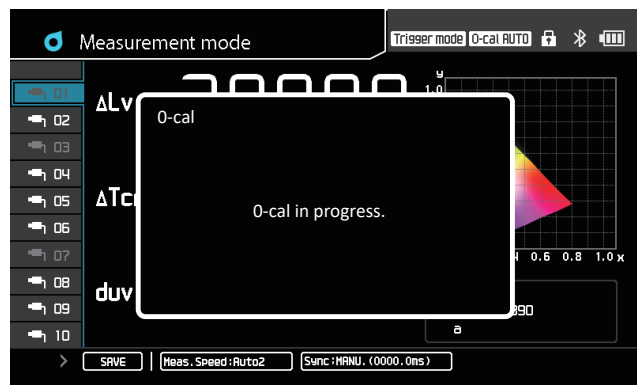 Measurement mode
Trigger mode 0-cal AUTO
01
02
03
04
05
06
07
08
09
10
ΔLv
duv
0-cal
0-cal in progress.
y
1.0
0.6 0.8 1.0 x
a
SAVE
Meas.Speed:Auto2
Sync:MANU.(0000.0ms)